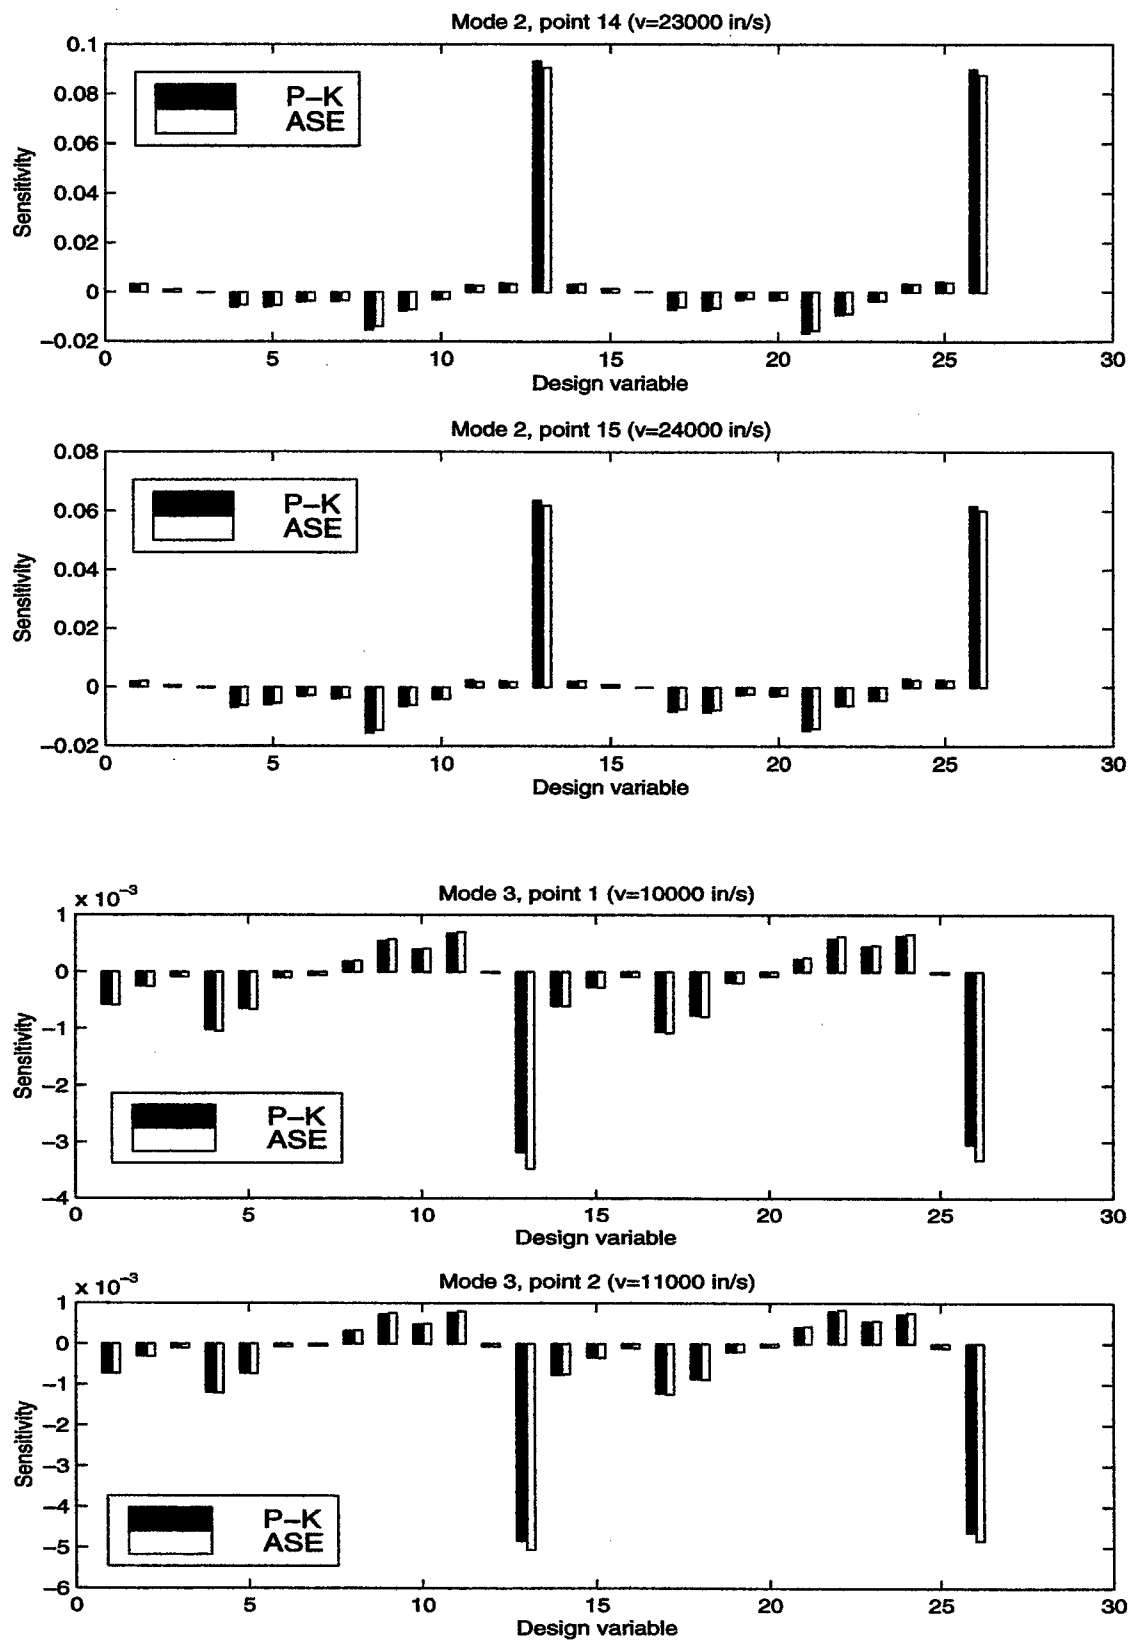 Mode 2, point 14 (v=23000 in/s)
0.1
0.08
0.06
0.04
0.02
0
−0.02
Sensitivity
P−K
ASE
0 5 10 15 20 25 30
Design variable
Mode 2, point 15 (v=24000 in/s)
0.08
0.06
0.04
0.02
0
−0.02
Sensitivity
P−K
ASE
0 5 10 15 20 25 30
Design variable
x 10⁻³
Mode 3, point 1 (v=10000 in/s)
1
0
−1
−2
−3
−4
Sensitivity
P−K
ASE
0 5 10 15 20 25 30
Design variable
x 10⁻³
Mode 3, point 2 (v=11000 in/s)
1
0
−1
−2
−3
−4
−5
−6
Sensitivity
P−K
ASE
0 5 10 15 20 25 30
Design variable